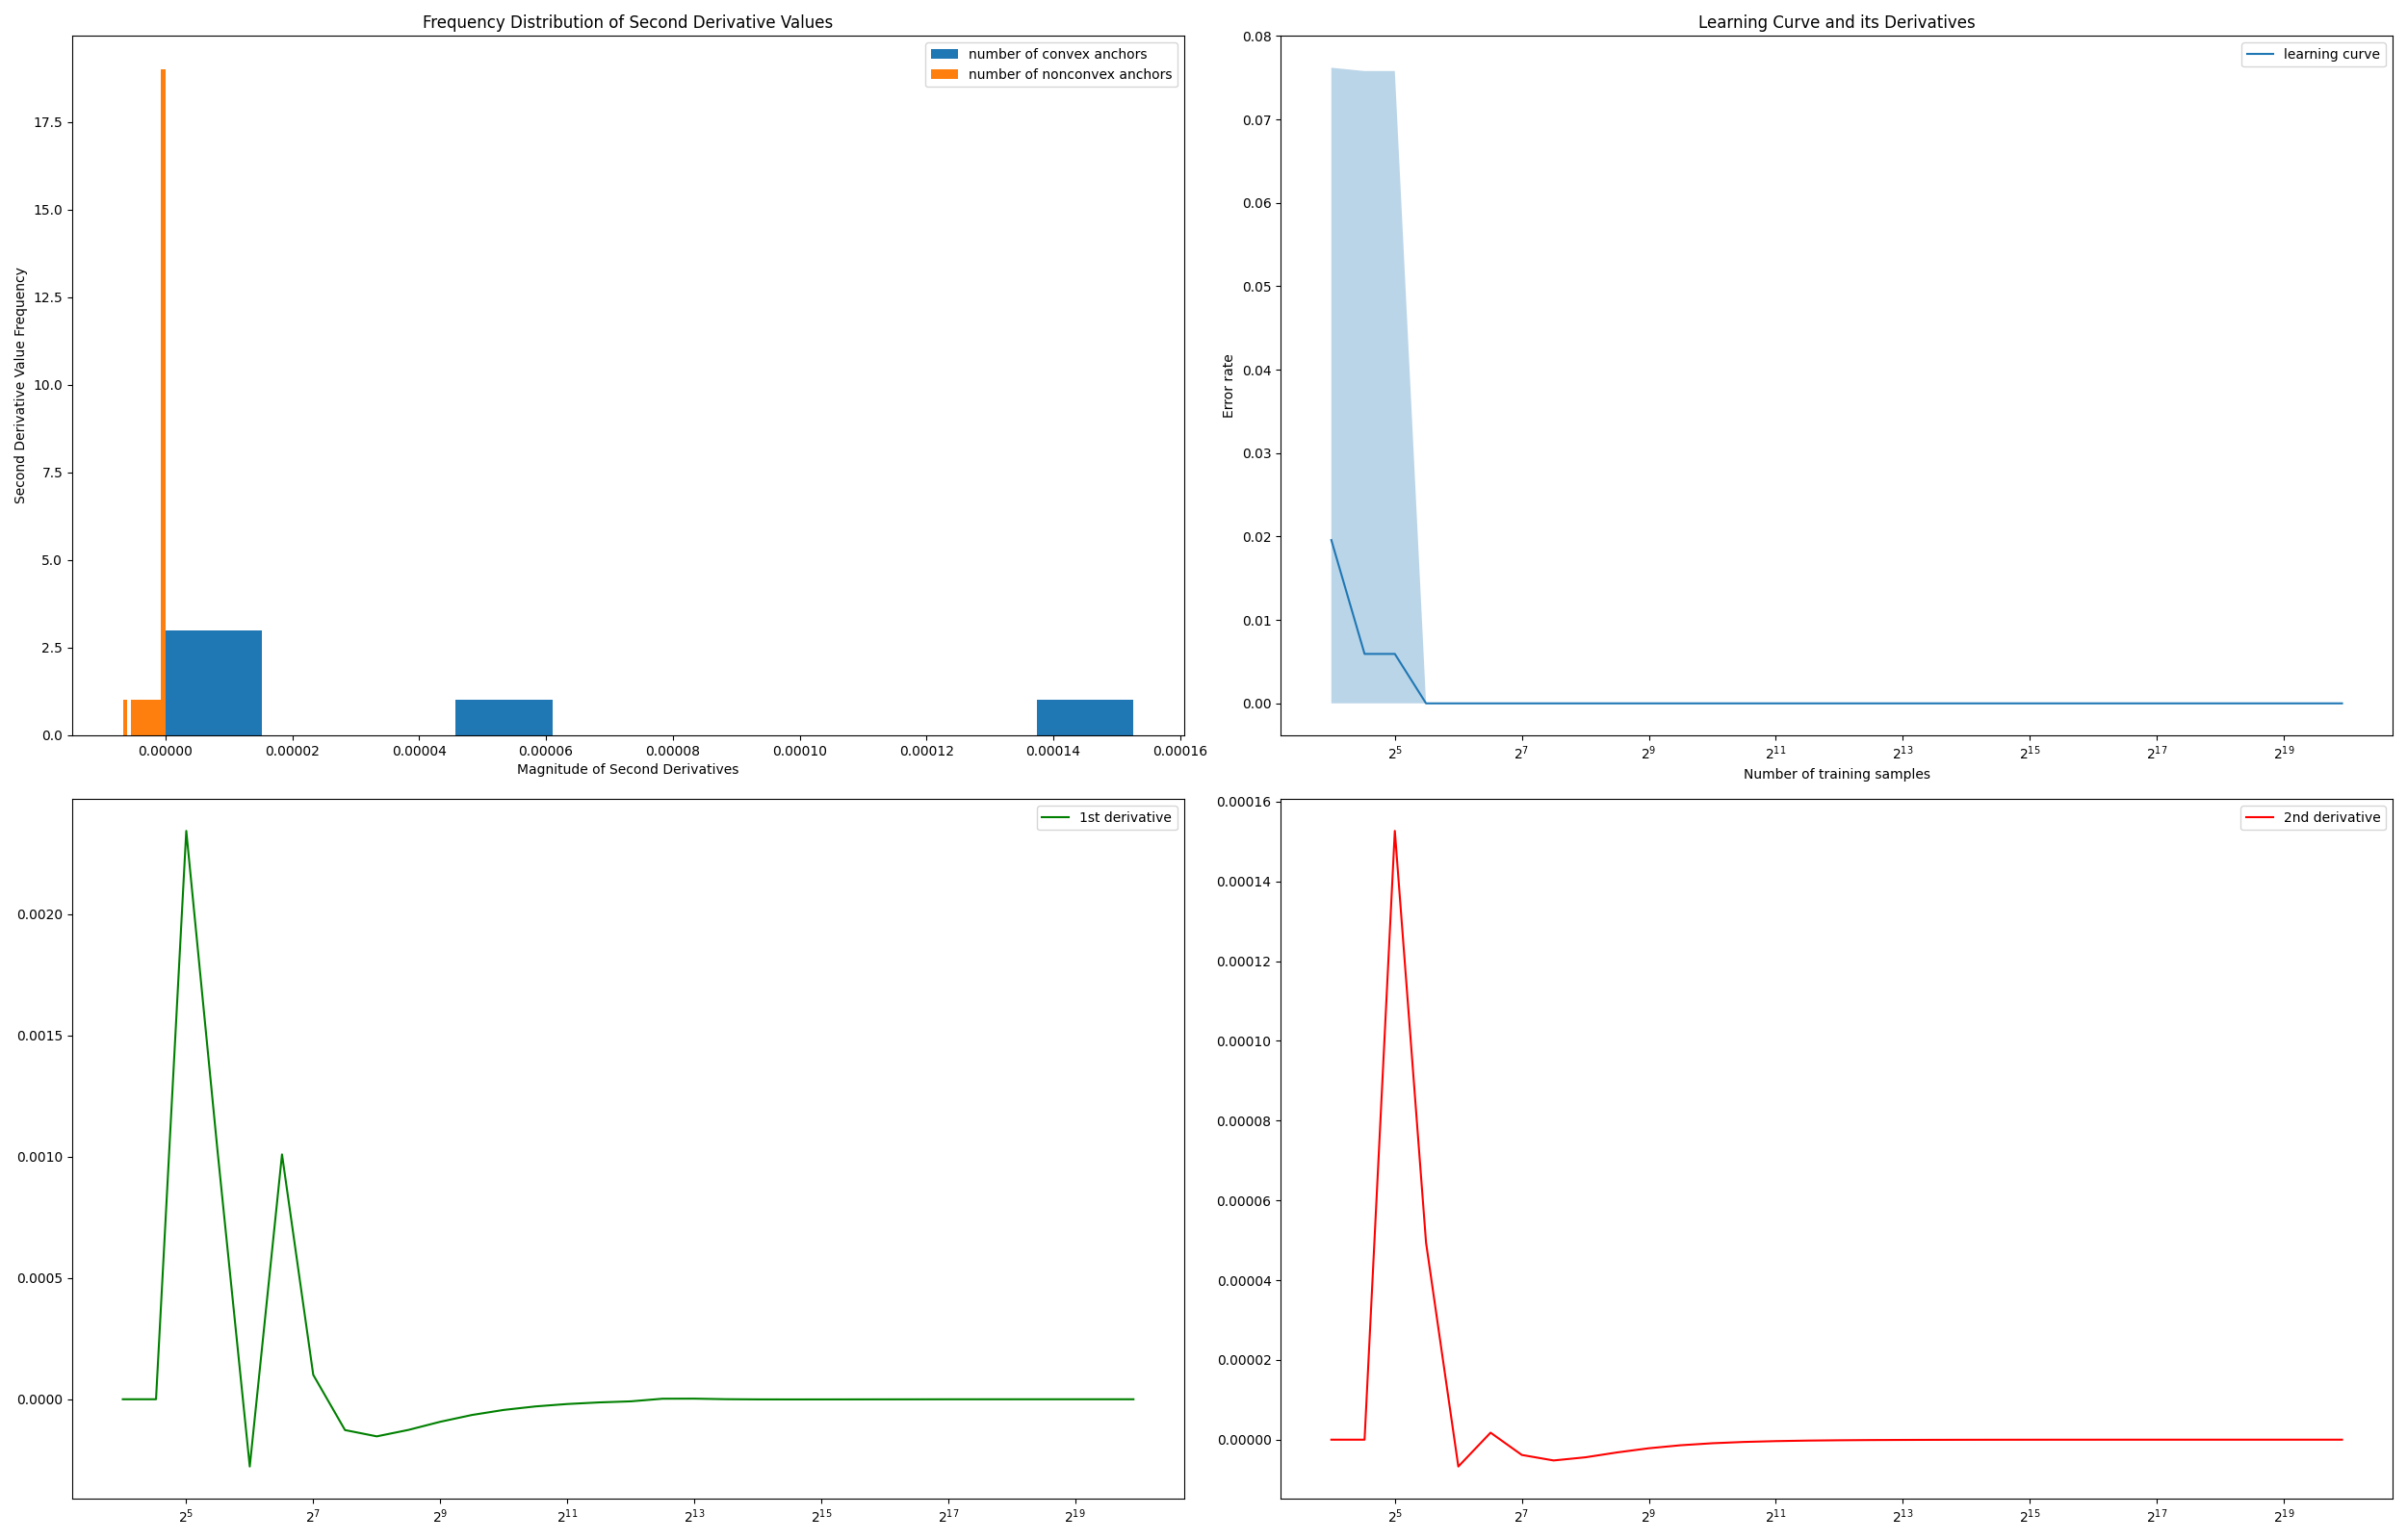 Frequency Distribution of Second Derivative Values
number of convex anchors
number of nonconvex anchors
Second Derivative Value Frequency
17.5
15.0
12.5
10.0
7.5
5.0
2.5
0.0
0.00000 0.00002 0.00004 0.00006 0.00008 0.00010 0.00012 0.00014 0.00016
Magnitude of Second Derivatives
Learning Curve and its Derivatives
learning curve
Error rate
0.08
0.07
0.06
0.05
0.04
0.03
0.02
0.01
0.00
2^5 2^7 2^9 2^11 2^13 2^15 2^17 2^19
Number of training samples
1st derivative
0.0020
0.0015
0.0010
0.0005
0.0000
2^5 2^7 2^9 2^11 2^13 2^15 2^17 2^19
2nd derivative
0.00016
0.00014
0.00012
0.00010
0.00008
0.00006
0.00004
0.00002
0.00000
2^5 2^7 2^9 2^11 2^13 2^15 2^17 2^19